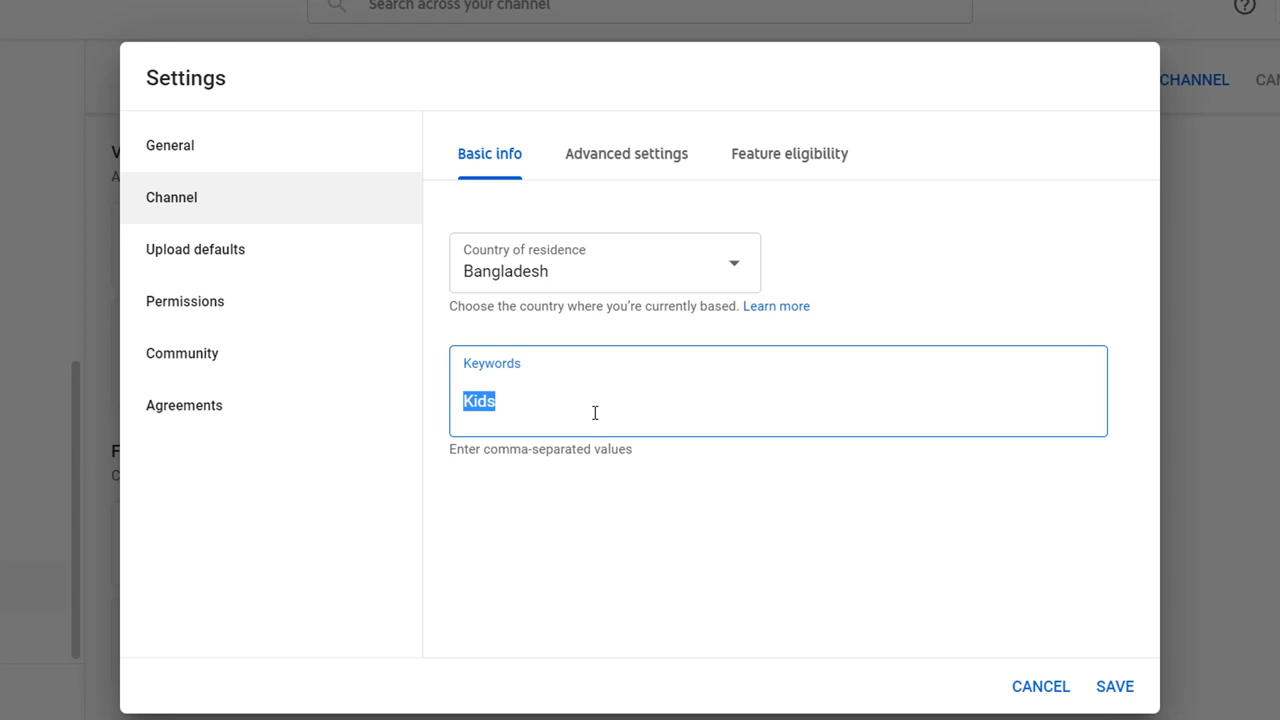 Search across your channel
Settings
CHANNEL
General
Channel
Upload defaults
Permissions
Community
Agreements
Basic info
Advanced settings
Feature eligibility
Country of residence
Bangladesh
Choose the country where you're currently based. Learn more
Keywords
Kids
Enter comma-separated values
CANCEL
SAVE